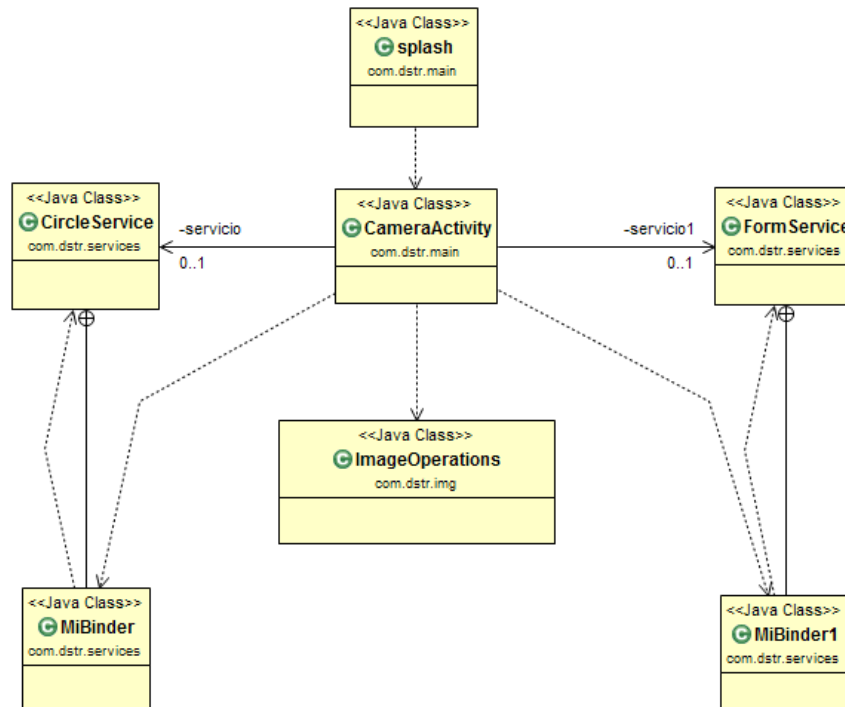 <<Java Class>>
splash
com.dstr.main
<<Java Class>>
CircleService
com.dstr.services
-servicio
0..1
<<Java Class>>
CameraActivity
com.dstr.main
-servicio1
0..1
<<Java Class>>
FormService
com.dstr.services
<<Java Class>>
ImageOperations
com.dstr.img
<<Java Class>>
MiBinder
com.dstr.services
<<Java Class>>
MiBinder1
com.dstr.services